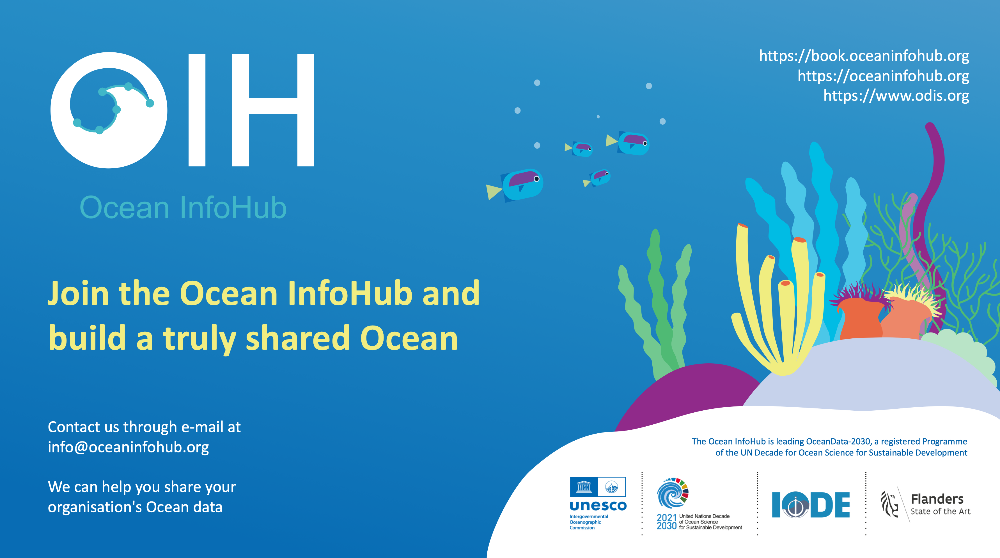 OIH
Ocean InfoHub
https://book.oceaninfohub.org
https://oceaninfohub.org
https://www.odis.org
Join the Ocean InfoHub and
build a truly shared Ocean
Contact us through e-mail at
info@oceaninfohub.org
We can help you share your
organisation's Ocean data
The Ocean InfoHub is leading OceanData-2030, a registered Programme
of the UN Decade for Ocean Science for Sustainable Development
UNESCO
unesco
Intergovernmental
Oceanographic
Commission
2021 United Nations Decade
of Ocean Science
2030 for Sustainable Development
IODE
Flanders
State of the Art